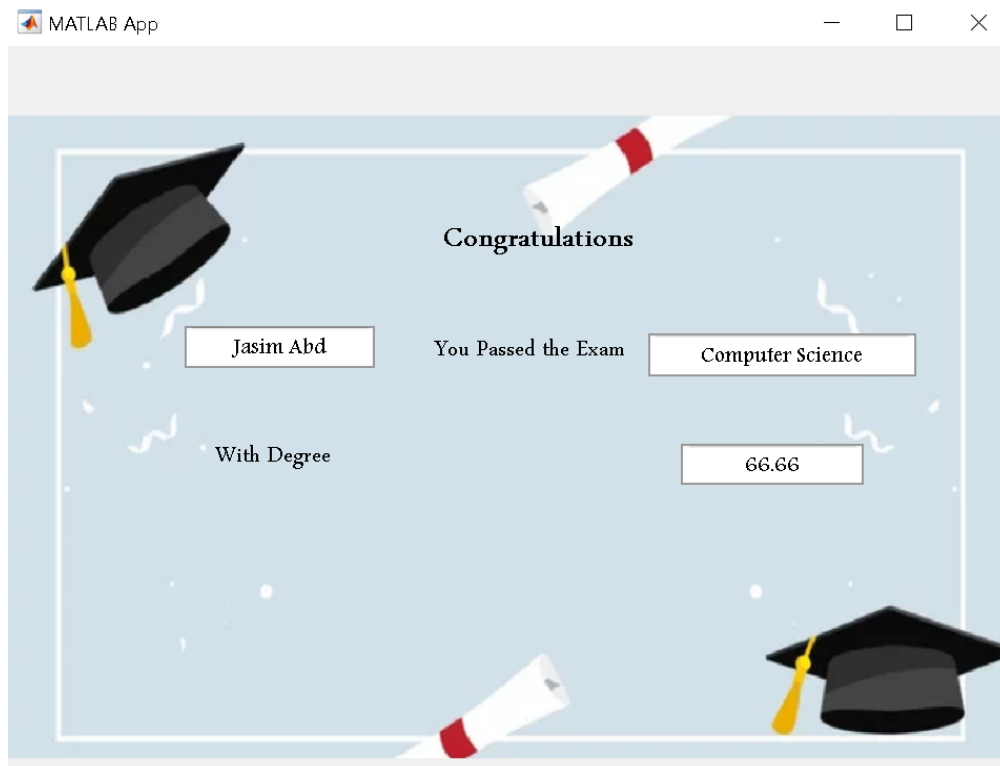 MATLAB App
Congratulations
Jasim Abd You Passed the Exam Computer Science
With Degree 66.66